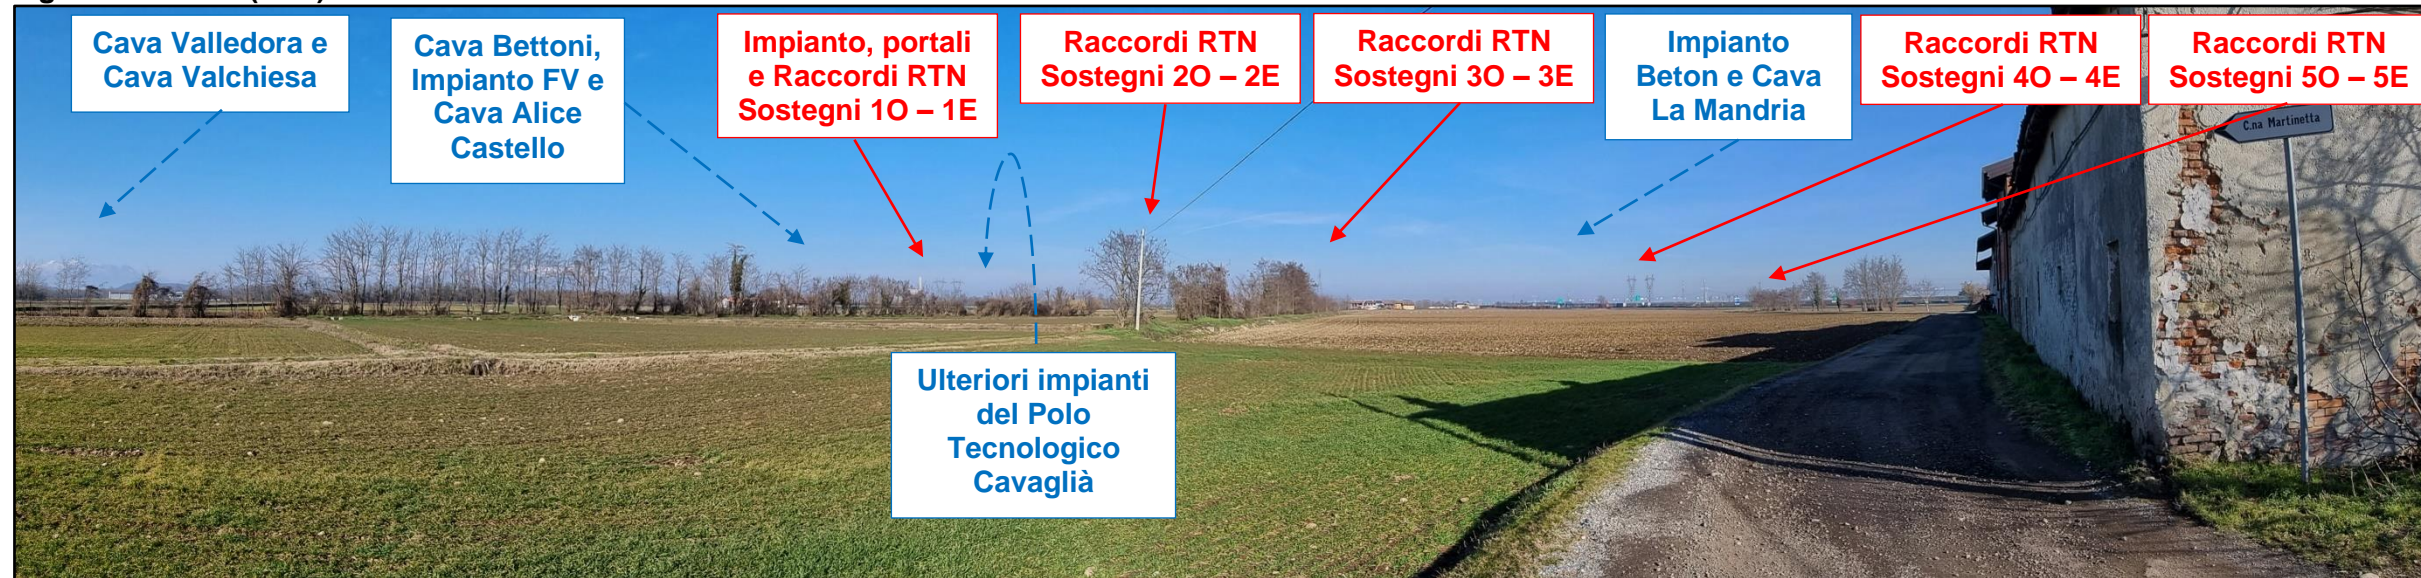 Cava Valledora e
Cava Valchiesa
Cava Bettoni,
Impianto FV e
Cava Alice
Castello
Impianto, portali
e Raccordi RTN
Sostegni 1O – 1E
Raccordi RTN
Sostegni 2O – 2E
Raccordi RTN
Sostegni 3O – 3E
Impianto
Beton e Cava
La Mandria
Raccordi RTN
Sostegni 4O – 4E
Raccordi RTN
Sostegni 5O – 5E
C.na Martinetta
Ulteriori impianti
del Polo
Tecnologico
Cavaglià